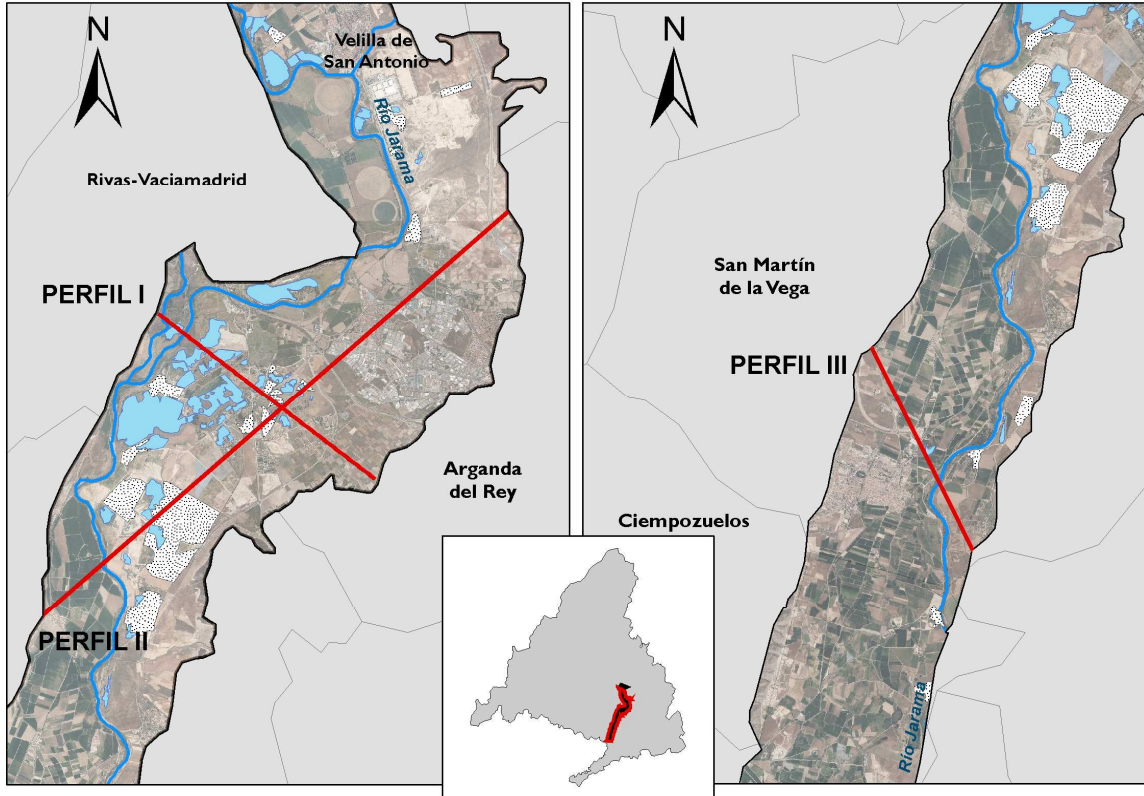 N
Velilla de
San Antonio
Río Jarama
Rivas-Vaciamadrid
PERFIL I
Arganda
del Rey
PERFIL II
N
San Martín
de la Vega
PERFIL III
Ciempozuelos
Río Jarama